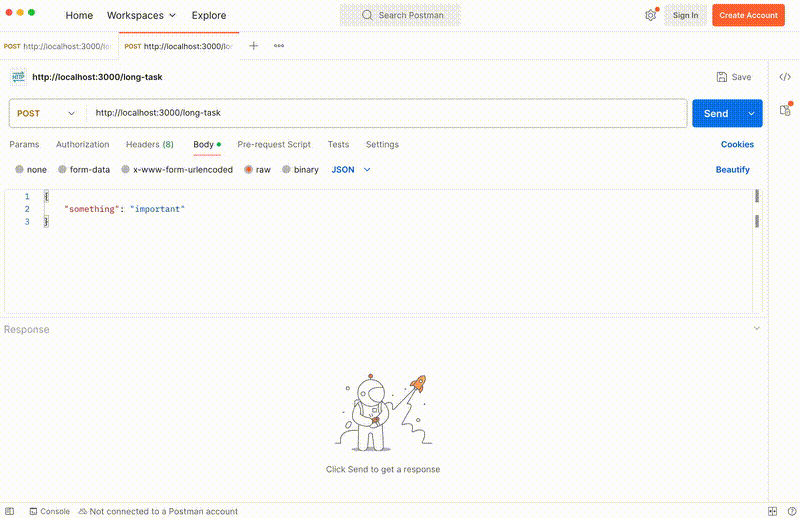 Home Workspaces Explore Search Postman Sign In Create Account
POST http://localhost:3000/lon POST http://localhost:3000/lon
HTTP http://localhost:3000/long-task Save
POST http://localhost:3000/long-task Send
Params Authorization Headers (8) Body Pre-request Script Tests Settings Cookies
none form-data x-www-form-urlencoded raw binary JSON Beautify
1 {
2 "something": "important"
3 }
Response
Click Send to get a response
Console Not connected to a Postman account